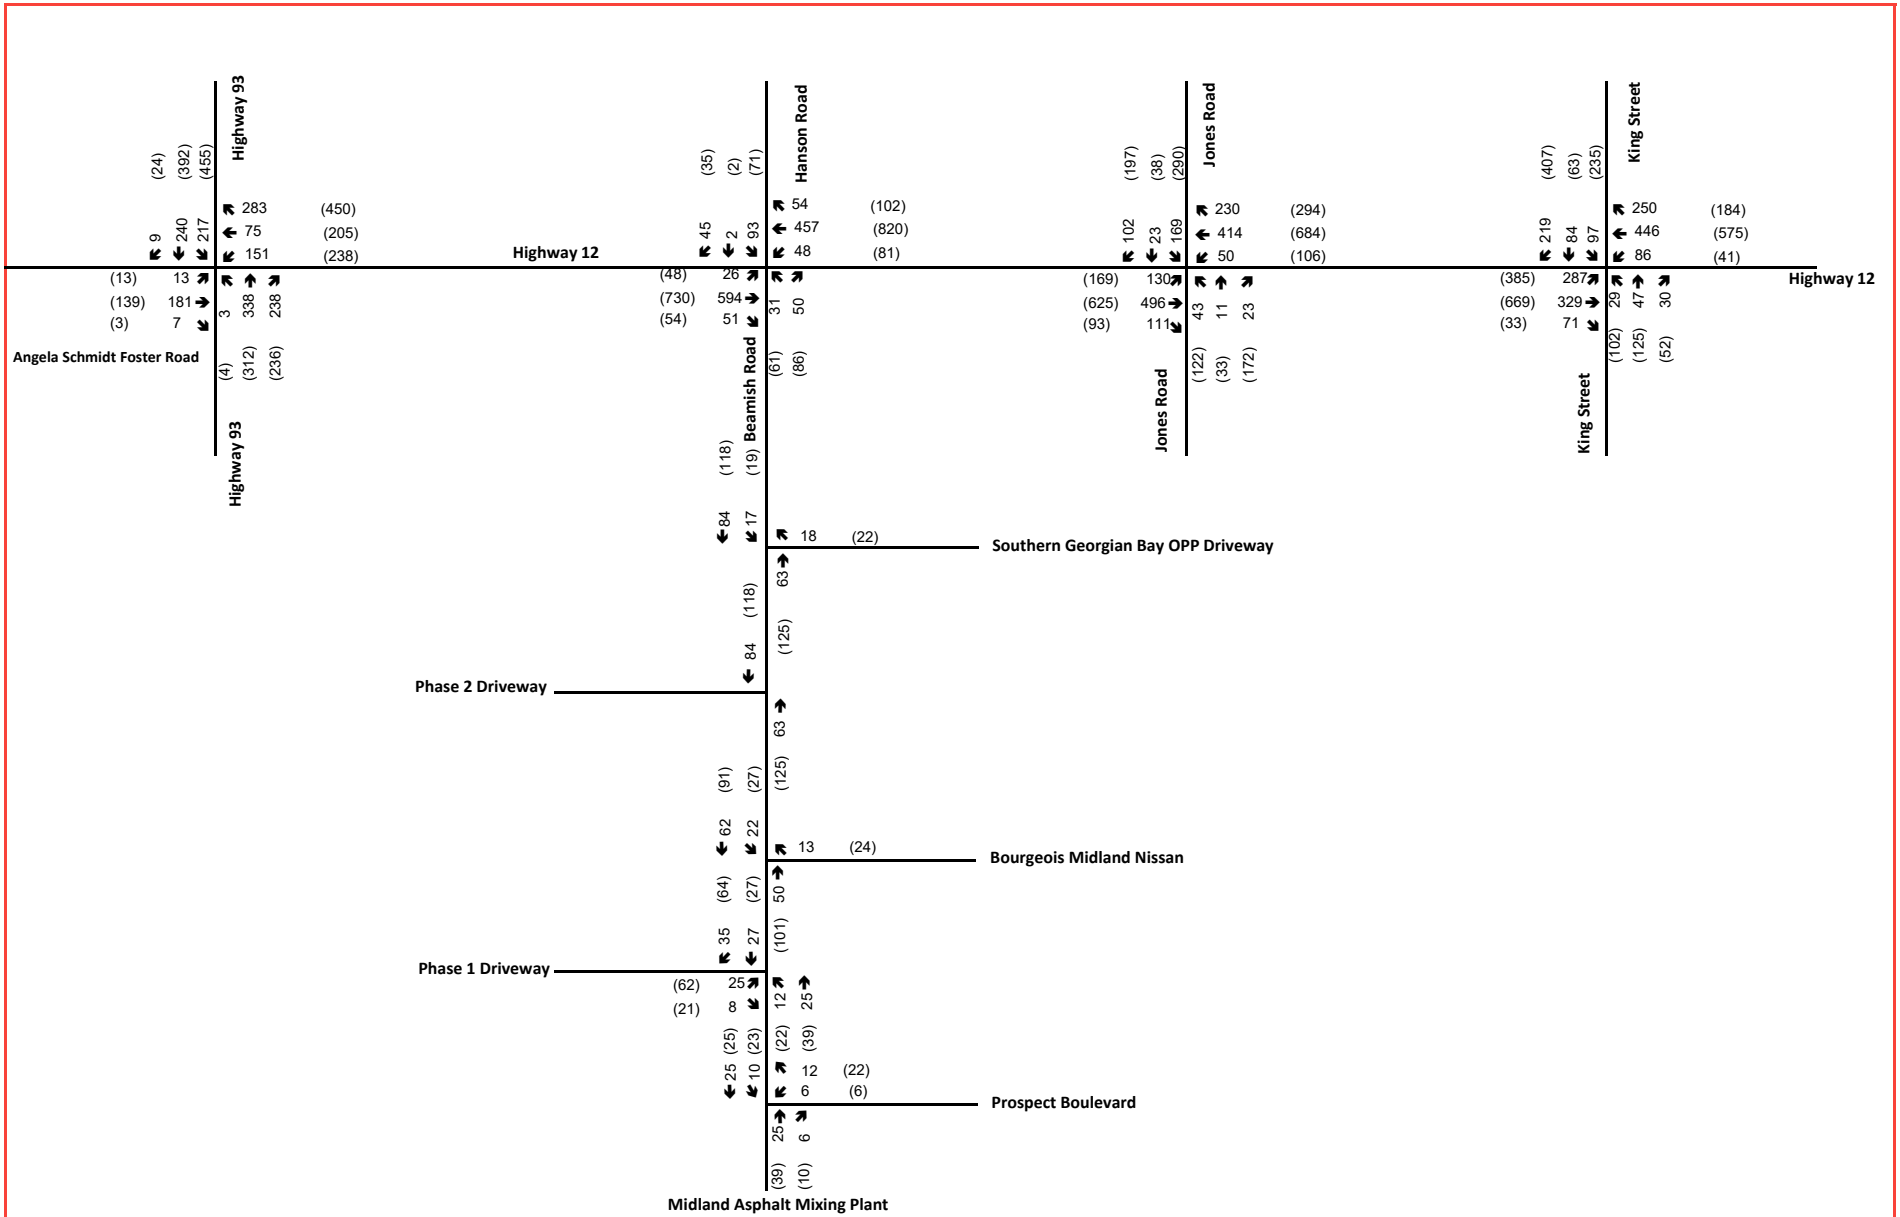 Highway 93
Hanson Road
Jones Road
King Street
(24) (392) (455)
(35) (2) (71)
(197) (38) (290)
(407) (63) (235)
9 240 217
283 (450)
75 (205)
151 (238)
45 2 93
54 (102)
457 (820)
48 (81)
102 23 169
230 (294)
414 (684)
50 (106)
219 84 97
250 (184)
446 (575)
86 (41)
Highway 12
Highway 12
(13) 13
(139) 181
(3) 7
3 338 238
(4) (312) (236)
Angela Schmidt Foster Road
Highway 93
(48) 26
(730) 594
(54) 51
31 50
(61) (86)
Beamish Road
(169) 130
(625) 496
(93) 111
43 11 23
(122) (33) (172)
Jones Road
(385) 287
(669) 329
(33) 71
29 47 30
(102) (125) (52)
King Street
(118) (19)
84 17
18 (22)
Southern Georgian Bay OPP Driveway
63
(118)
(125)
84
Phase 2 Driveway
63
(91) (27) (125)
62 22
13 (24)
Bourgeois Midland Nissan
(64) (27) 50
35 27 (101)
Phase 1 Driveway
(62) 25
(21) 8
12 25
(25) (23) (22) (39)
25 10
12 (22)
6 (6)
Prospect Boulevard
25 6
(39) (10)
Midland Asphalt Mixing Plant